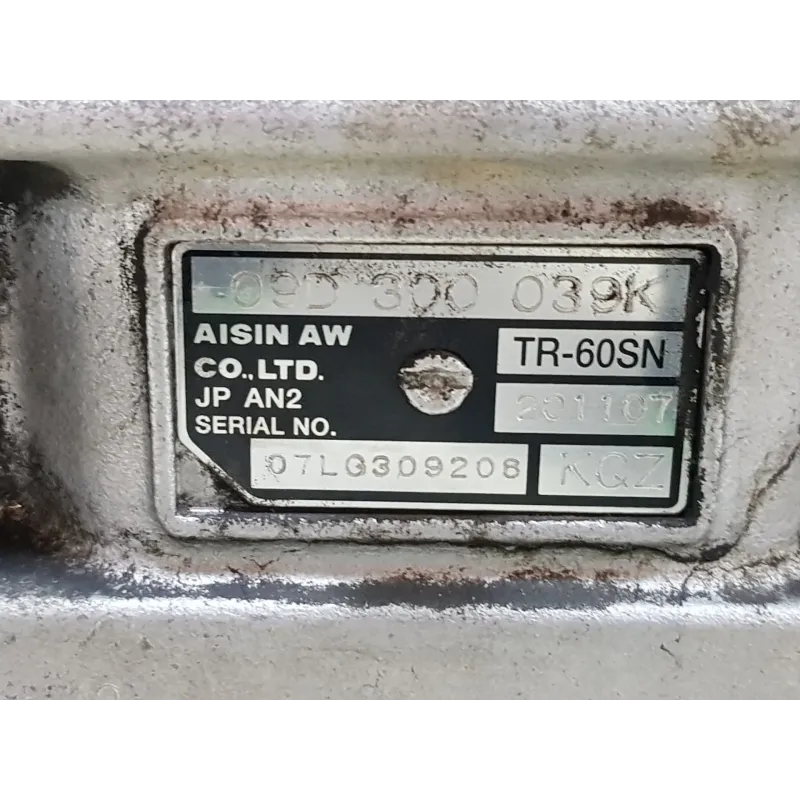 09D 300 039K
AISIN AW
CO.,LTD.
TR-60SN
JP AN2
201107
SERIAL NO.
07LG309208
KGZ